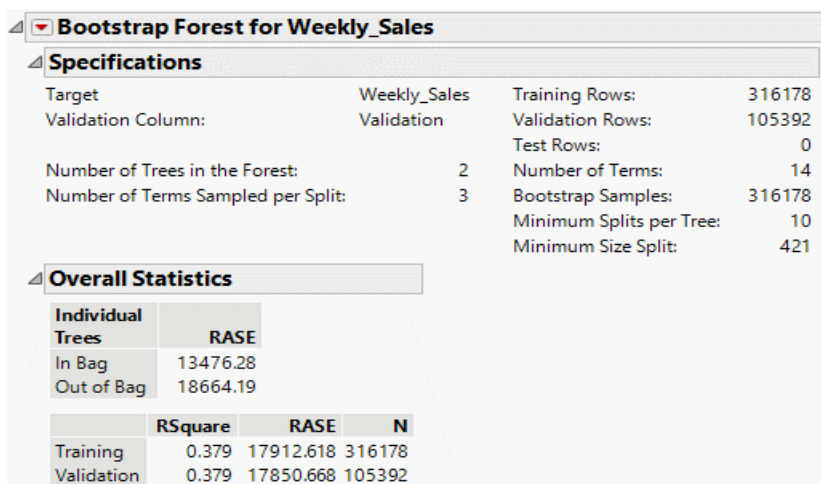 Bootstrap Forest for Weekly_Sales
Specifications
Target Weekly_Sales Training Rows: 316178
Validation Column: Validation Validation Rows: 105392
Test Rows: 0
Number of Trees in the Forest: 2 Number of Terms: 14
Number of Terms Sampled per Split: 3 Bootstrap Samples: 316178
Minimum Splits per Tree: 10
Minimum Size Split: 421
Overall Statistics
Individual
Trees RASE
In Bag 13476.28
Out of Bag 18664.19
RSquare RASE N
Training 0.379 17912.618 316178
Validation 0.379 17850.668 105392